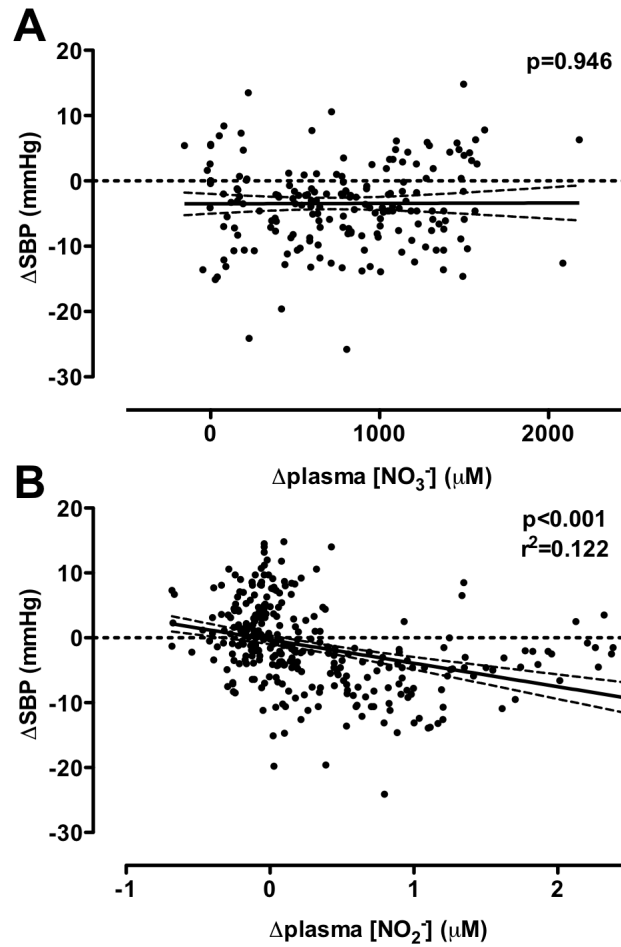 A
20
p=0.946
10
0
-10
-20
-30
ΔSBP (mmHg)
0 1000 2000
Δplasma [NO₃⁻] (μM)
B
20
p<0.001
r²=0.122
10
0
-10
-20
-30
ΔSBP (mmHg)
-1 0 1 2
Δplasma [NO₂⁻] (μM)